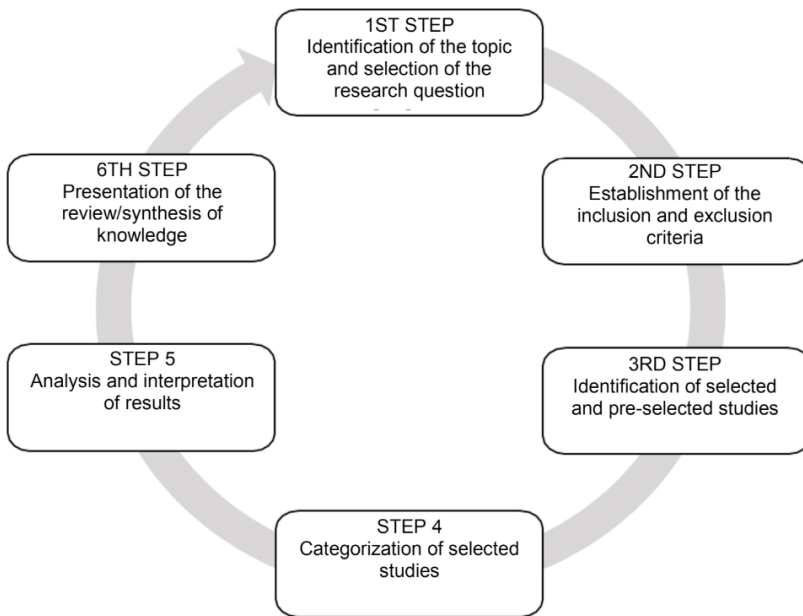 1ST STEP
Identification of the topic
and selection of the
research question
2ND STEP
Establishment of the
inclusion and exclusion
criteria
3RD STEP
Identification of selected
and pre-selected studies
STEP 4
Categorization of selected
studies
STEP 5
Analysis and interpretation
of results
6TH STEP
Presentation of the
review/synthesis of
knowledge